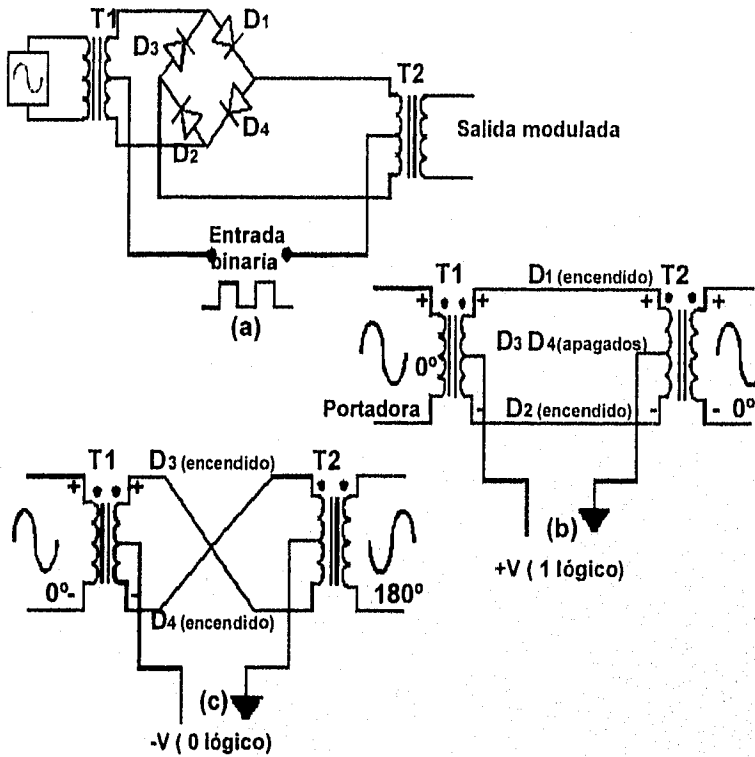 T1
D1
D3
T2
D4
D2
Salida modulada
Entrada
binaria
(a)
T1
D1 (encendido)
T2
+
+
+
+
D3 D4 (apagados)
0º
Portadora
-
D2 (encendido)
-
- 0º
(b)
+V ( 1 lógico)
T1
D3 (encendido)
T2
+
+
0º-
-
180º
D4 (encendido)
(c)
-V ( 0 lógico)